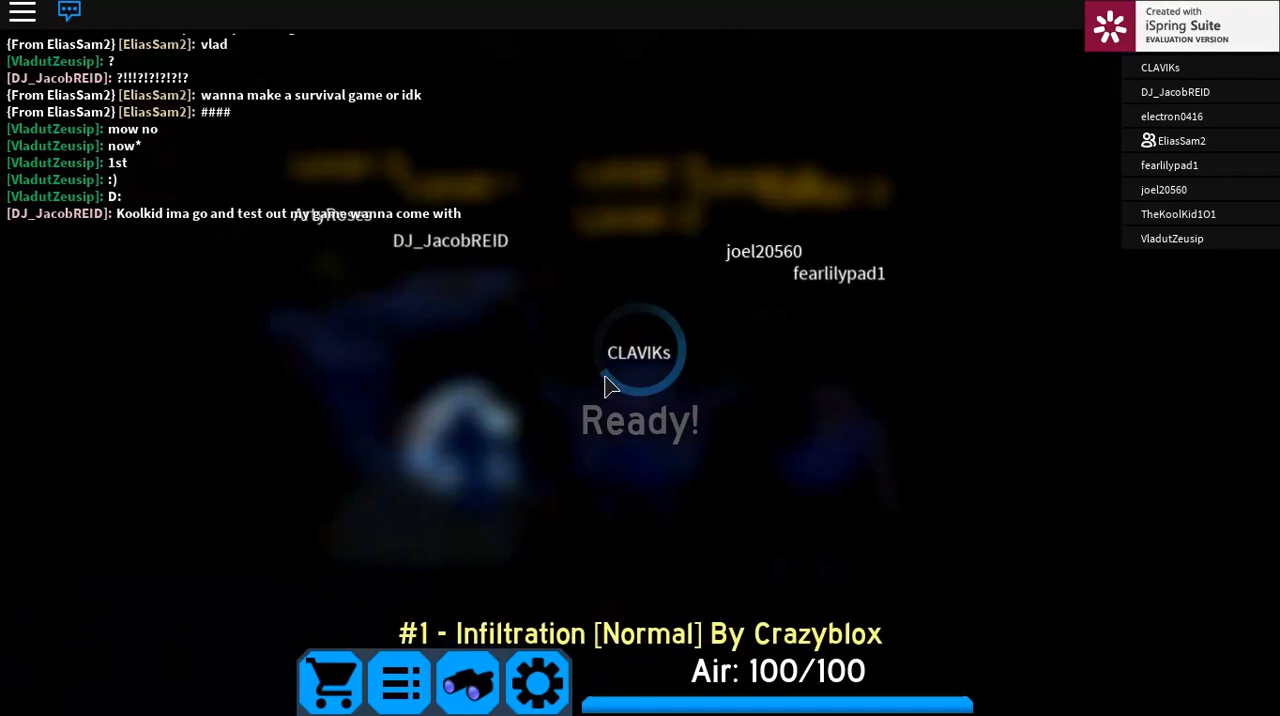 {From EliasSam2} [EliasSam2]: vlad
[VladutZeusip]: ?
[DJ_JacobREID]: ?!!!?!?!?!?!?
{From EliasSam2} [EliasSam2]: wanna make a survival game or idk
{From EliasSam2} [EliasSam2]: ####
[VladutZeusip]: mow no
[VladutZeusip]: now*
[VladutZeusip]: 1st
[VladutZeusip]: :)
[VladutZeusip]: D:
[DJ_JacobREID]: Koolkid ima go and test out my game wanna come with
ArtyRoses
DJ_JacobREID
joel20560
fearlilypad1
CLAVIKs
Ready!
#1 - Infiltration [Normal] By Crazyblox
Air: 100/100
Created with
iSpring Suite
EVALUATION VERSION
CLAVIKs
DJ_JacobREID
electron0416
EliasSam2
fearlilypad1
joel20560
TheKoolKid1O1
VladutZeusip